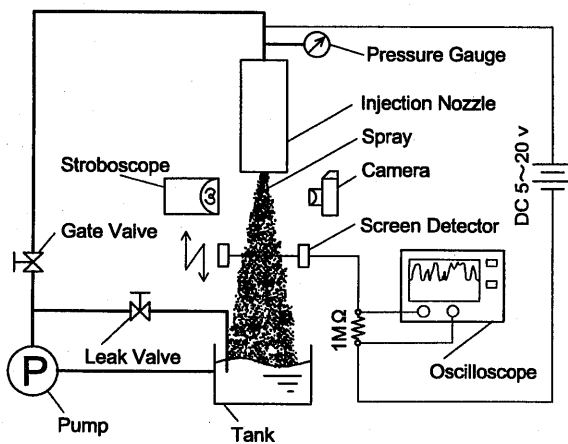 Pressure Gauge
Injection Nozzle
Spray
Stroboscope
Camera
DC 5~20 v
Screen Detector
Gate Valve
1MΩ
Leak Valve
Oscilloscope
P
Pump
Tank